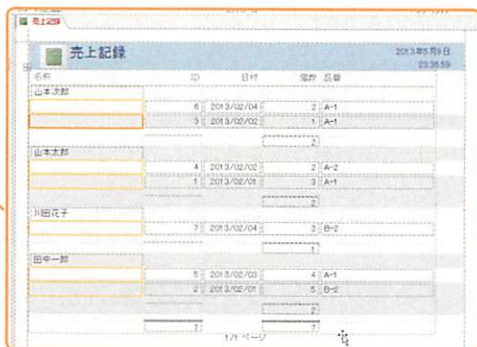 売上記録
売上記録 2013年5月9日
23:36:59
名前 ID 日付 個数 品番
山本次郎
6 2013/02/04 2 A-1
3 2013/02/02 1 A-1
2
山本太郎
4 2013/02/02 2 A-2
1 2013/02/01 3 A-1
2
川田花子
7 2013/02/04 3 B-2
1
田中一郎
5 2013/02/03 4 A-1
2 2013/02/01 5 B-2
2
7 7
1/1 ページ